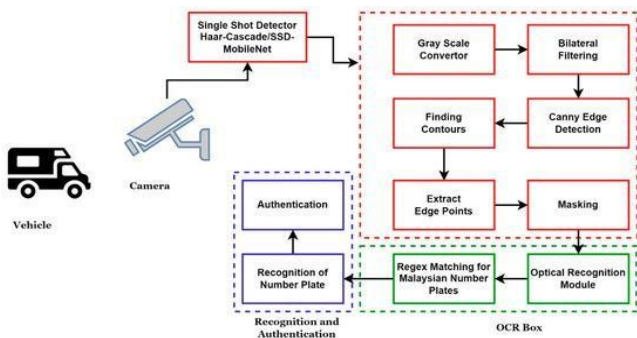 Single Shot Detector
Haar-Cascade/SSD-
MobileNet
Gray Scale
Convertor
Bilateral
Filtering
Finding
Contours
Canny Edge
Detection
Camera
Vehicle
Authentication
Extract
Edge Points
Masking
Recognition of
Number Plate
Regex Matching for
Malaysian Number
Plates
Optical Recognition
Module
Recognition and
Authentication
OCR Box